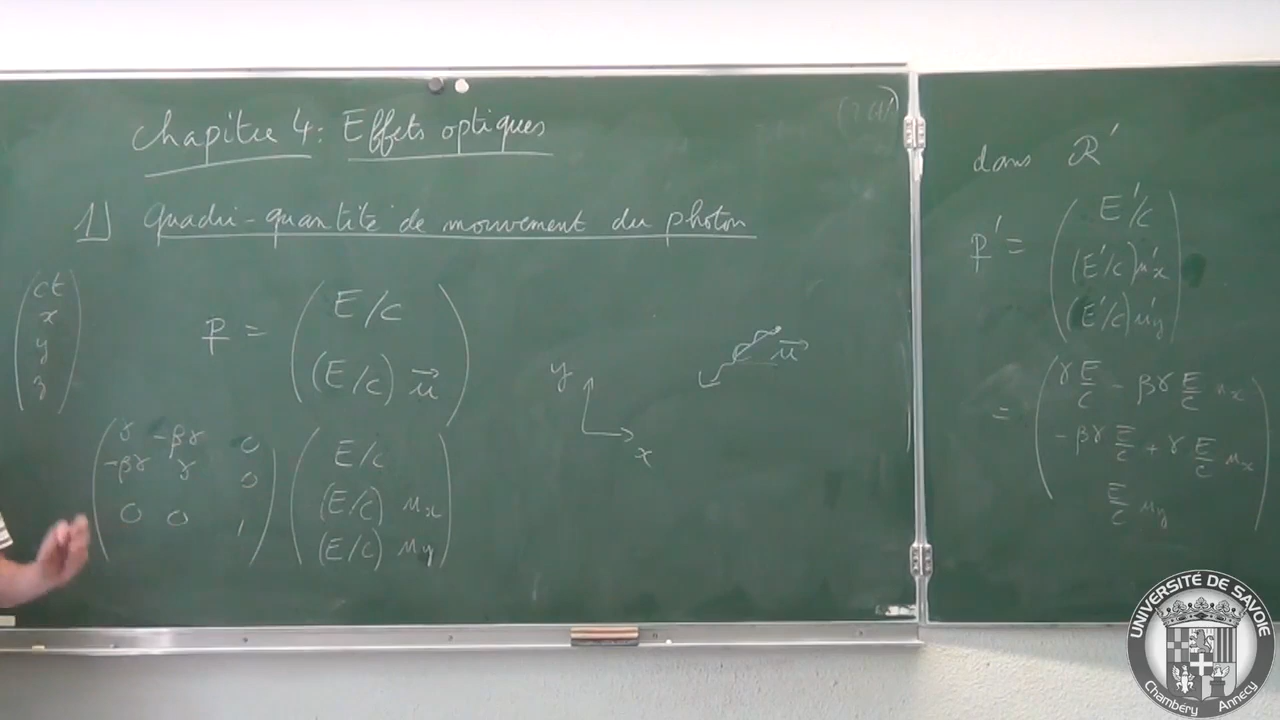 Chapitre 4: Effets optiques
1) Quadri-quantité de mouvement du photon
ct
x
y
z
p = ( E/c
(E/c) u⃗ )
u⃗
y
x
γ -βγ 0
-βγ γ 0
0 0 1
E/c
(E/c) ux
(E/c) uy
dans R'
p' = ( E'/c
(E'/c) u'x
(E'/c) u'y )
= ( γ E/c - βγ E/c ux
-βγ E/c + γ E/c ux
E/c uy )
UNIVERSITÉ DE SAVOIE
Chambéry Annecy